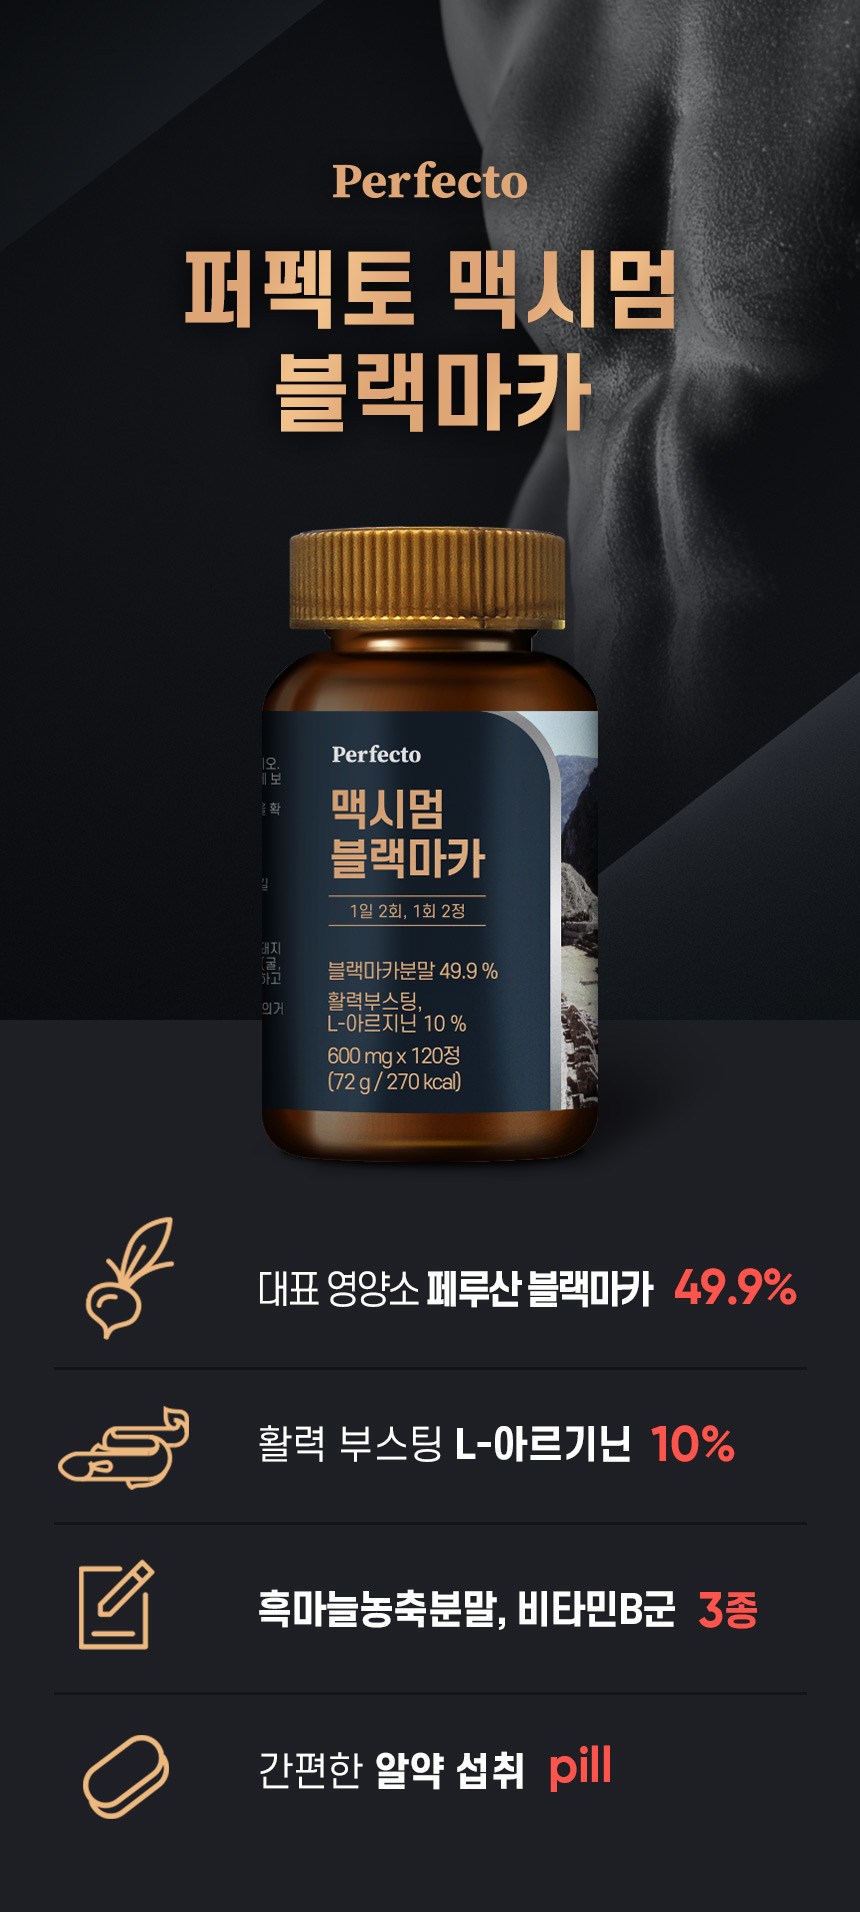 Perfecto
퍼펙토 맥시멈
블랙마카
Perfecto
맥시멈
블랙마카
1일 2회, 1회 2정
블랙마카분말 49.9 %
활력부스팅,
L-아르지닌 10 %
600 mg x 120정
(72 g / 270 kcal)
대표 영양소 페루산 블랙마카 49.9%
활력 부스팅 L-아르기닌 10%
흑마늘농축분말, 비타민B군 3종
간편한 알약 섭취 pill